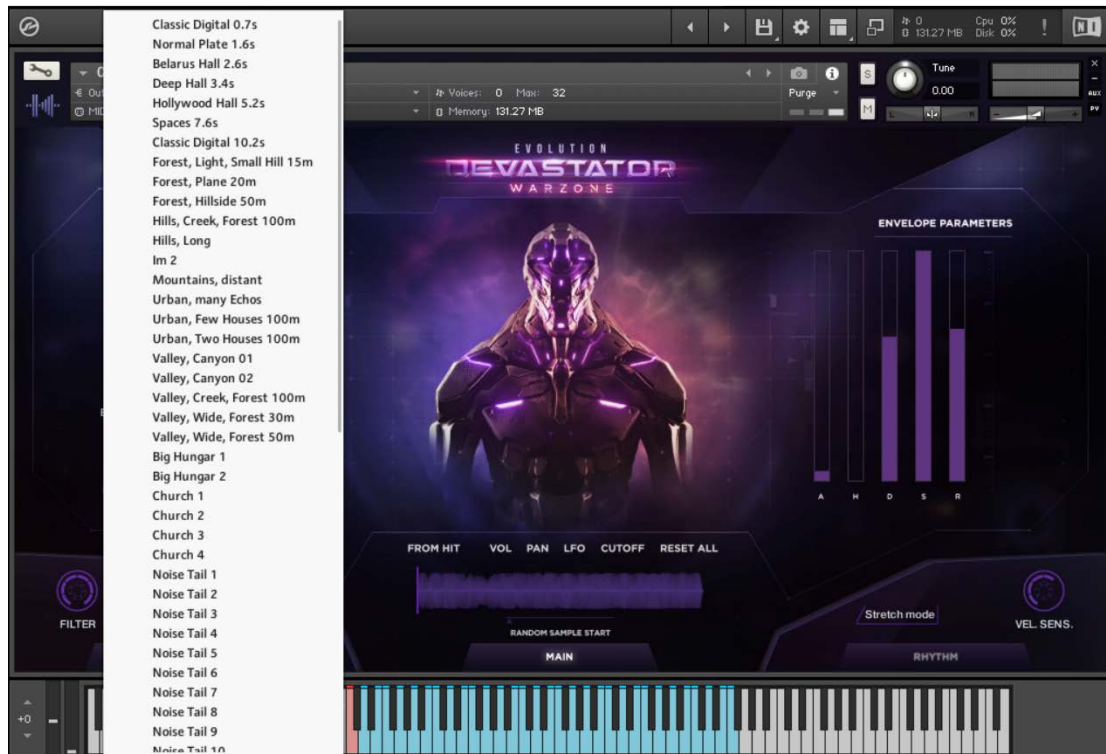 Classic Digital 0.7s
Normal Plate 1.6s
Belarus Hall 2.6s
Deep Hall 3.4s
Hollywood Hall 5.2s
Spaces 7.6s
Classic Digital 10.2s
Forest, Light, Small Hill 15m
Forest, Plane 20m
Forest, Hillside 50m
Hills, Creek, Forest 100m
Hills, Long
Im 2
Mountains, distant
Urban, many Echos
Urban, Few Houses 100m
Urban, Two Houses 100m
Valley, Canyon 01
Valley, Canyon 02
Valley, Creek, Forest 100m
Valley, Wide, Forest 30m
Valley, Wide, Forest 50m
Big Hungar 1
Big Hungar 2
Church 1
Church 2
Church 3
Church 4
Noise Tail 1
Noise Tail 2
Noise Tail 3
Noise Tail 4
Noise Tail 5
Noise Tail 6
Noise Tail 7
Noise Tail 8
Noise Tail 9
Noise Tail 10
0 Cpu 0%
131.27 MB Disk 0%
! NI
Voices: 0 Max: 32 Purge
Memory: 131.27 MB
S Tune
0.00
M L R
AUX
PV
EVOLUTION
DEVASTATOR
WARZONE
ENVELOPE PARAMETERS
A H D S R
FROM HIT VOL PAN LFO CUTOFF RESET ALL
RANDOM SAMPLE START
MAIN
FILTER
Stretch mode
VEL. SENS.
RHYTHM
+0